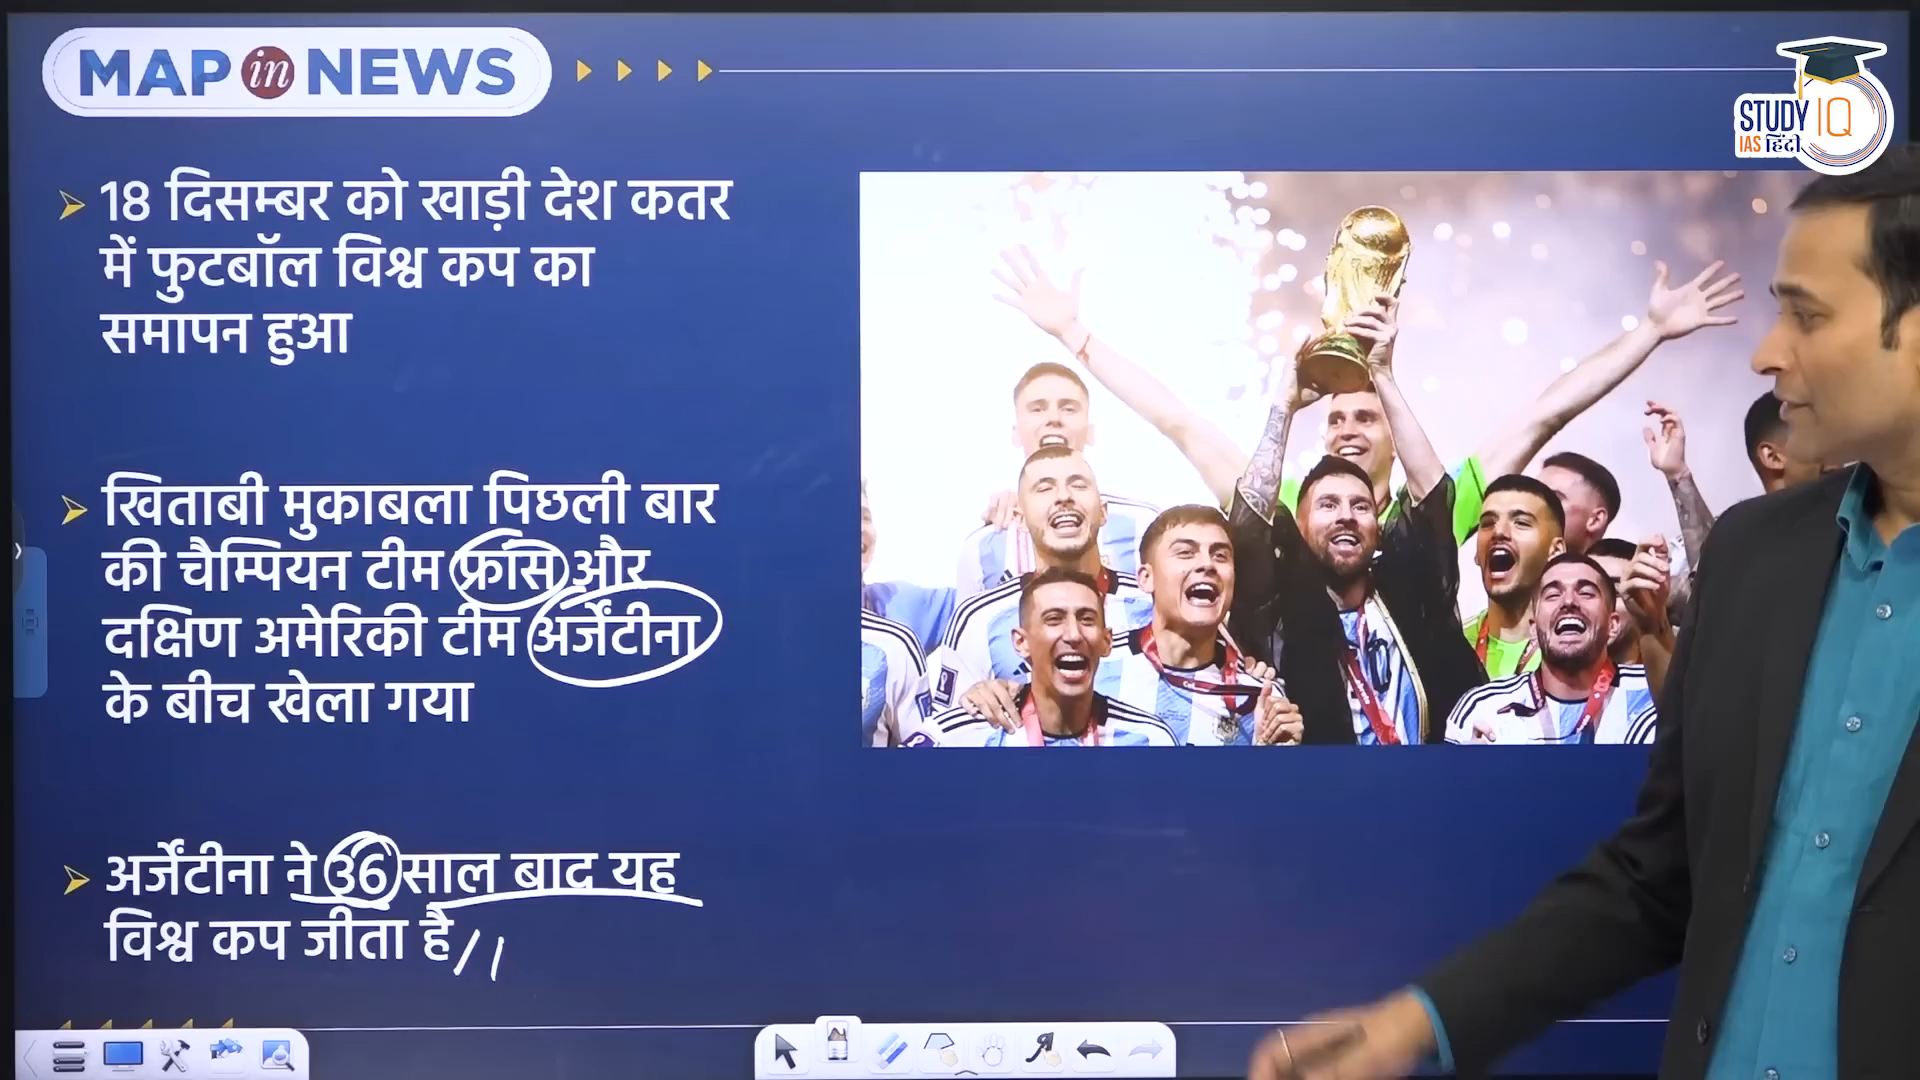 MAP in NEWS
STUDY IQ
IAS हिंदी
18 दिसम्बर को खाड़ी देश कतर
में फुटबॉल विश्व कप का
समापन हुआ
खिताबी मुकाबला पिछली बार
की चैम्पियन टीम फ्रांस और
दक्षिण अमेरिकी टीम अर्जेंटीना
के बीच खेला गया
अर्जेंटीना ने 36 साल बाद यह
विश्व कप जीता है